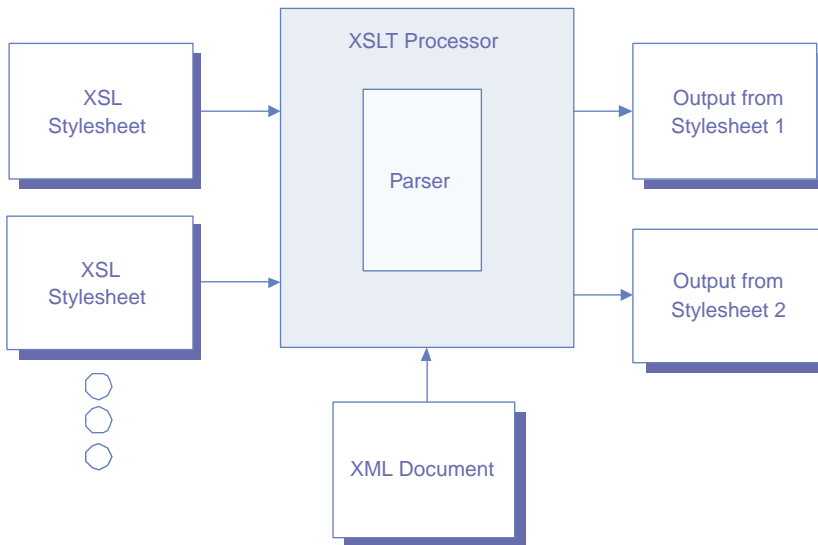 XSLT Processor
XSL
Stylesheet
Output from
Stylesheet 1
Parser
XSL
Stylesheet
Output from
Stylesheet 2
XML Document